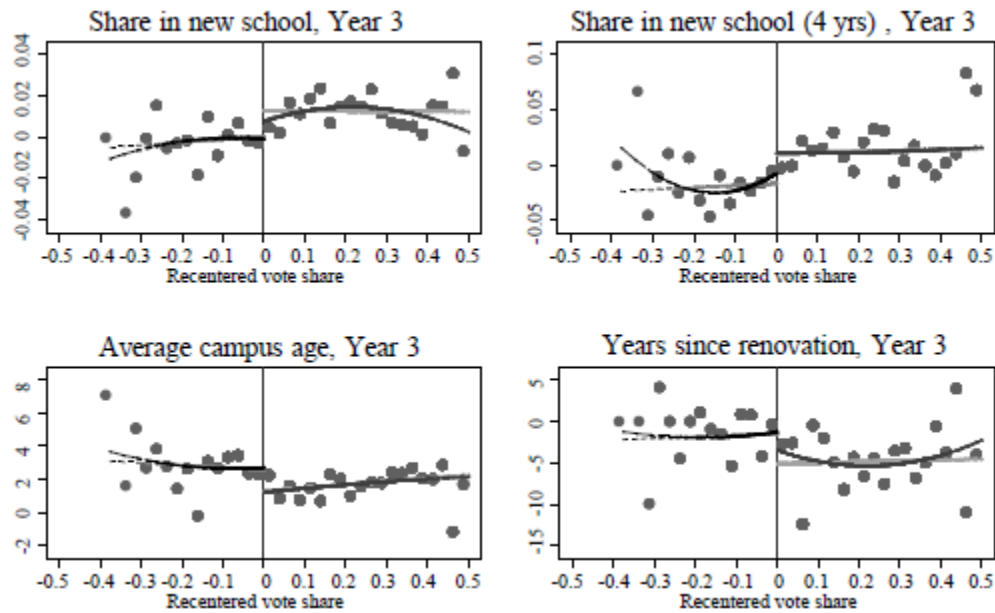 Share in new school, Year 3
0.04
0.02
0
-0.02
-0.04
-0.5 -0.4 -0.3 -0.2 -0.1 0 0.1 0.2 0.3 0.4 0.5
Recentered vote share
Share in new school (4 yrs) , Year 3
0.1
0.05
0
-0.05
-0.5 -0.4 -0.3 -0.2 -0.1 0 0.1 0.2 0.3 0.4 0.5
Recentered vote share
Average campus age, Year 3
8
6
4
2
0
-2
-0.5 -0.4 -0.3 -0.2 -0.1 0 0.1 0.2 0.3 0.4 0.5
Recentered vote share
Years since renovation, Year 3
5
0
-5
-10
-15
-0.5 -0.4 -0.3 -0.2 -0.1 0 0.1 0.2 0.3 0.4 0.5
Recentered vote share